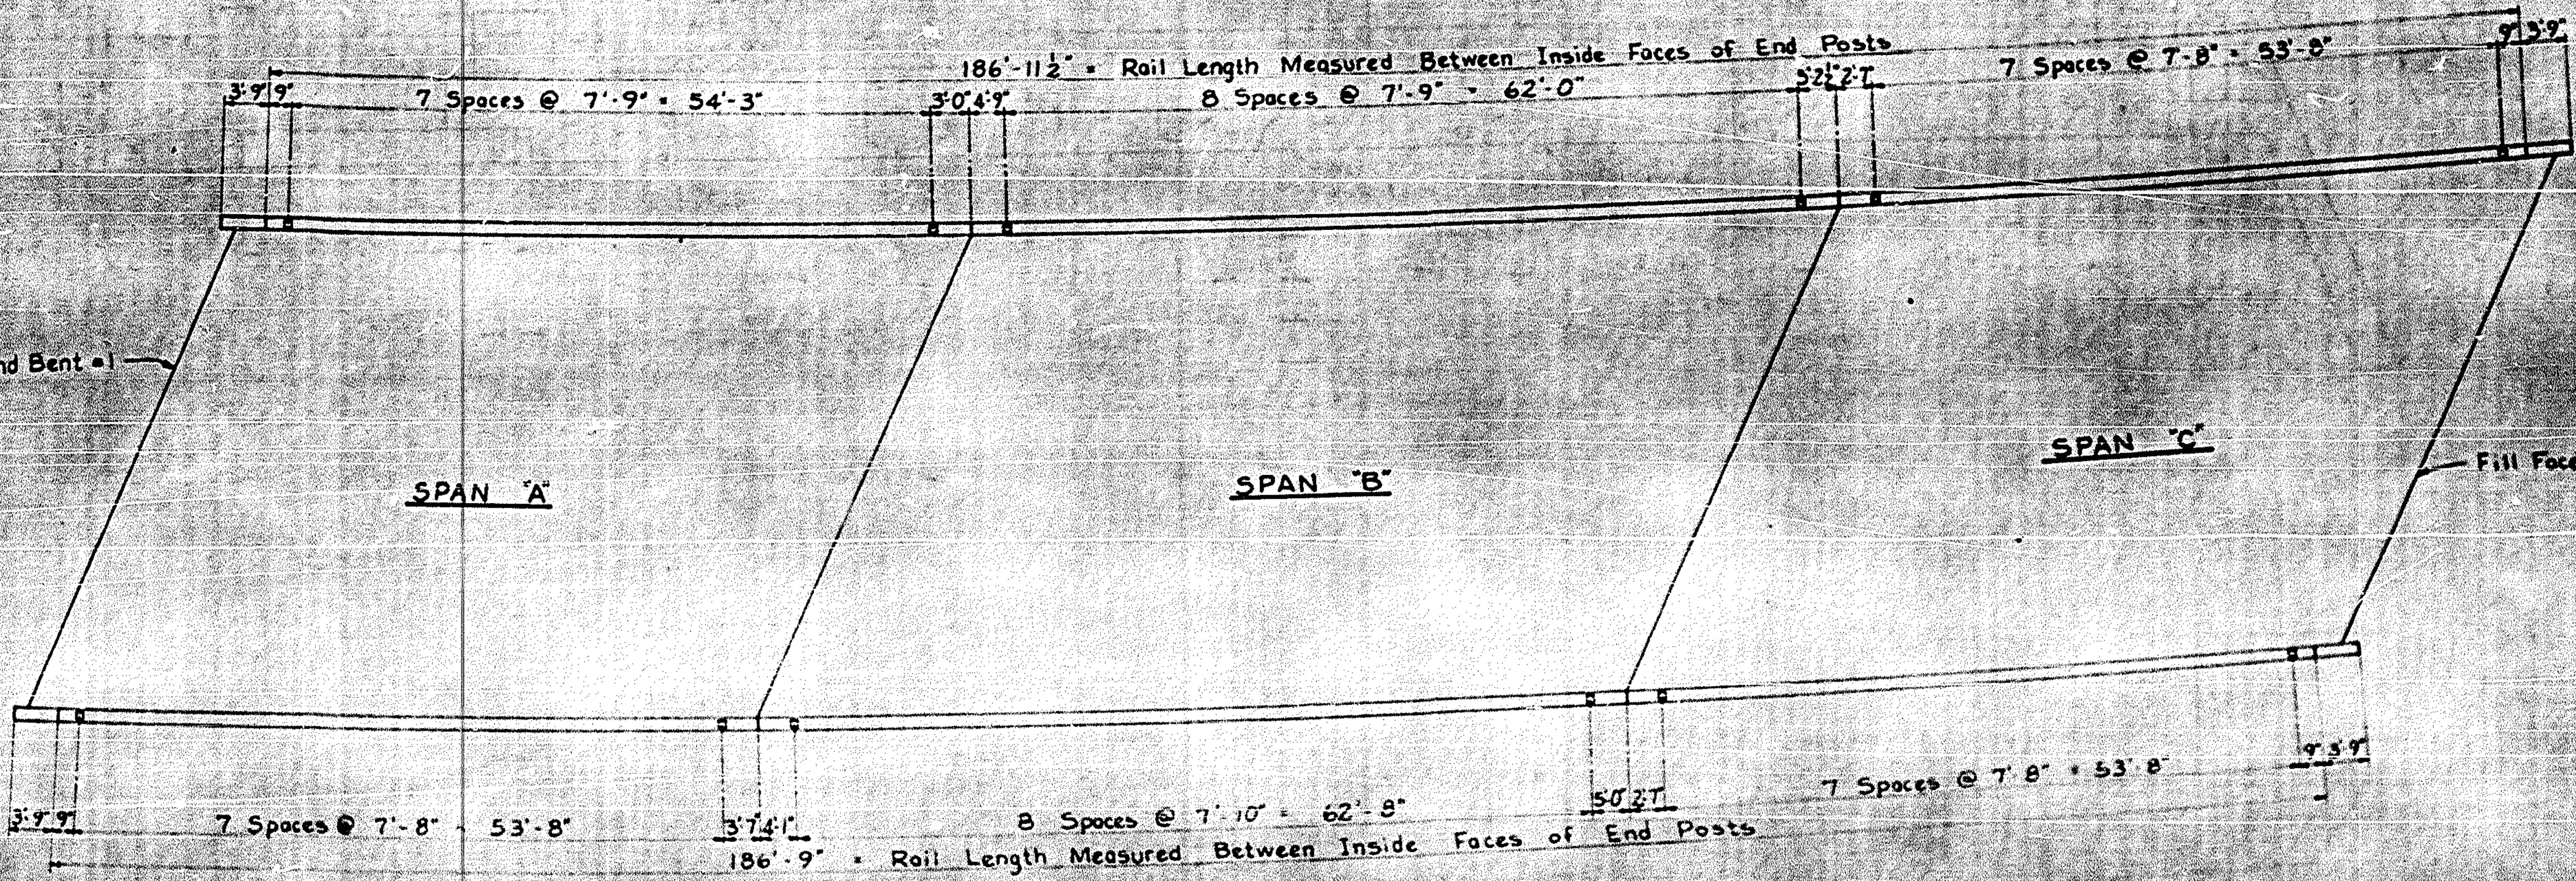 186'-11½" = Rail Length Measured Between Inside Faces of End Posts
9" 3'-9"
3'-9" 9"
7 Spaces @ 7'-9" = 54'-3"
3'-0" 4'-9"
8 Spaces @ 7'-9" = 62'-0"
5'-2½" 2'-7"
7 Spaces @ 7'-8" = 53'-8"
nd Bent #1
SPAN "A"
SPAN "B"
SPAN "C"
Fill Face
3'-9" 9"
7 Spaces @ 7'-8" = 53'-8"
3'-7" 4'-1"
8 Spaces @ 7'-10" = 62'-8"
5'-0" 2'-7"
7 Spaces @ 7'-8" = 53'-8"
9" 3'-9"
186'-9" = Rail Length Measured Between Inside Faces of End Posts